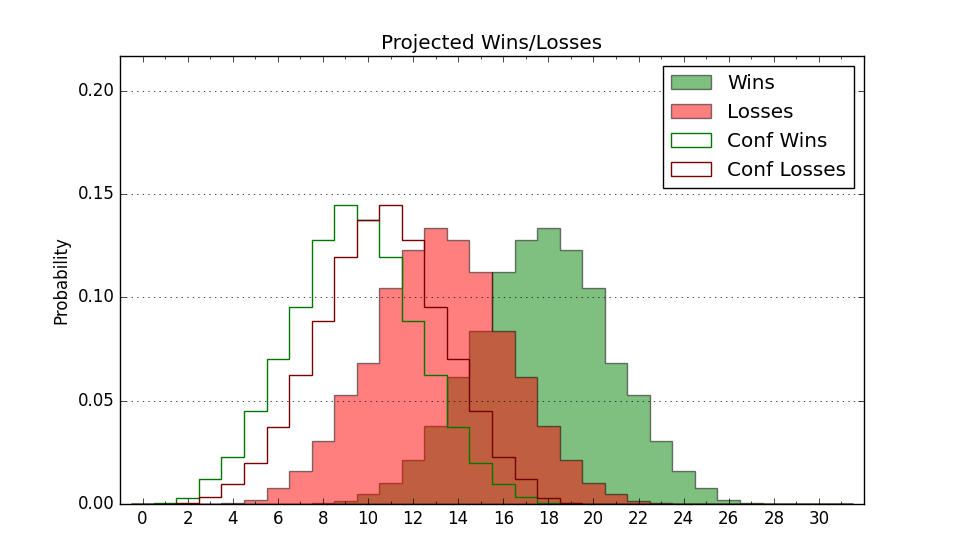 Projected Wins/Losses
Wins
Losses
Conf Wins
Conf Losses
Probability
0.20
0.15
0.10
0.05
0.00
0 2 4 6 8 10 12 14 16 18 20 22 24 26 28 30